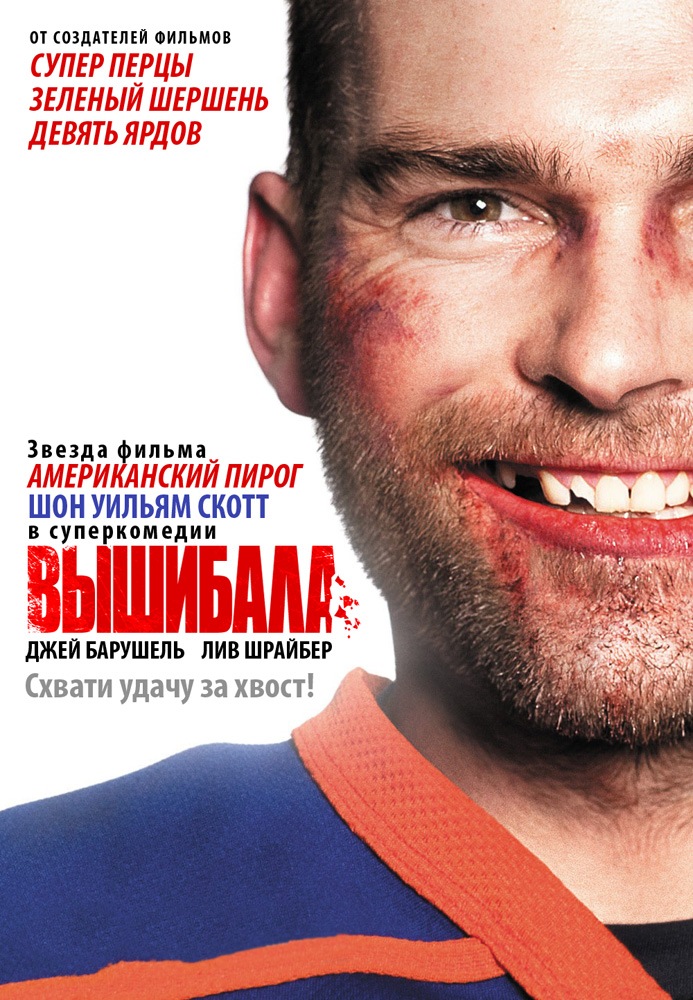 ОТ СОЗДАТЕЛЕЙ ФИЛЬМОВ
СУПЕР ПЕРЦЫ
ЗЕЛЕНЫЙ ШЕРШЕНЬ
ДЕВЯТЬ ЯРДОВ
Звезда фильма
АМЕРИКАНСКИЙ ПИРОГ
ШОН УИЛЬЯМ СКОТТ
в суперкомедии
ВЫШИБАЛА
ДЖЕЙ БАРУШЕЛЬ ЛИВ ШРАЙБЕР
Схвати удачу за хвост!